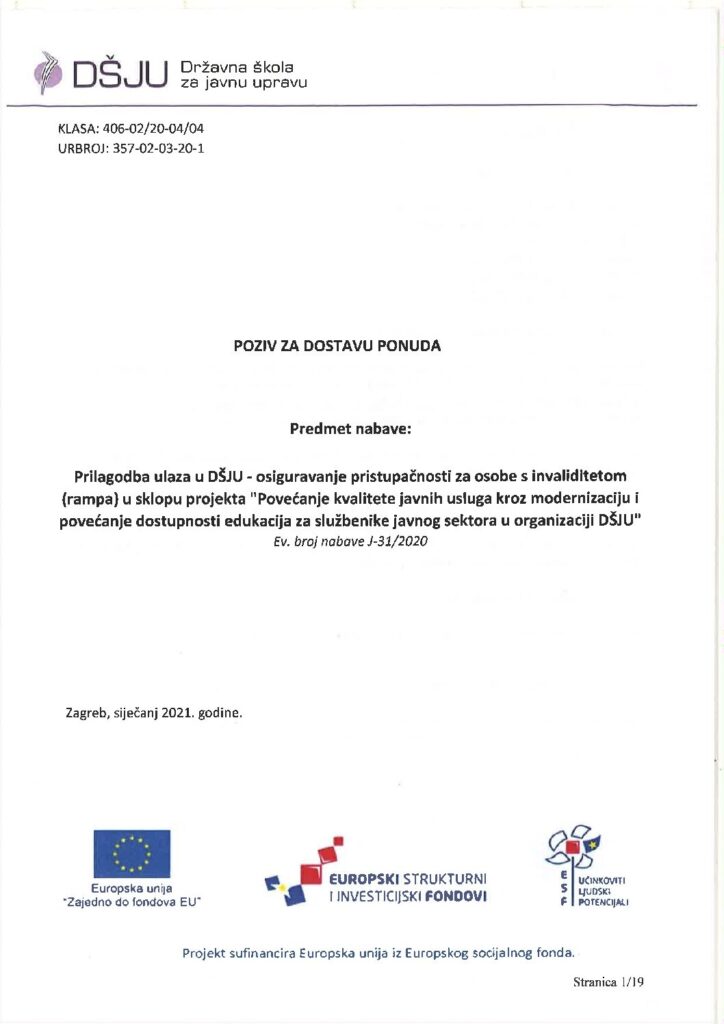 DŠJU Državna škola
za javnu upravu
KLASA: 406-02/20-04/04
URBROJ: 357-02-03-20-1
POZIV ZA DOSTAVU PONUDA
Predmet nabave:
Prilagodba ulaza u DŠJU - osiguravanje pristupačnosti za osobe s invaliditetom
(rampa) u sklopu projekta "Povećanje kvalitete javnih usluga kroz modernizaciju i
povećanje dostupnosti edukacija za službenike javnog sektora u organizaciji DŠJU"
Ev. broj nabave J-31/2020
Zagreb, siječanj 2021. godine.
Europska unija
"Zajedno do fondova EU"
EUROPSKI STRUKTURNI
I INVESTICIJSKI FONDOVI
E UČINKOVITI
S LJUDSKI
F POTENCIJALI
Projekt sufinancira Europska unija iz Europskog socijalnog fonda.
Stranica 1/19